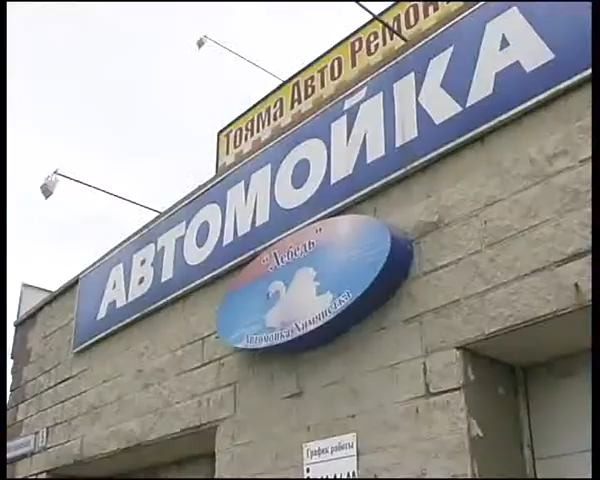 Тояма Авто Ремонт
АВТОМОЙКА
"Лебедь"
Автомойка Химчистка
График работы